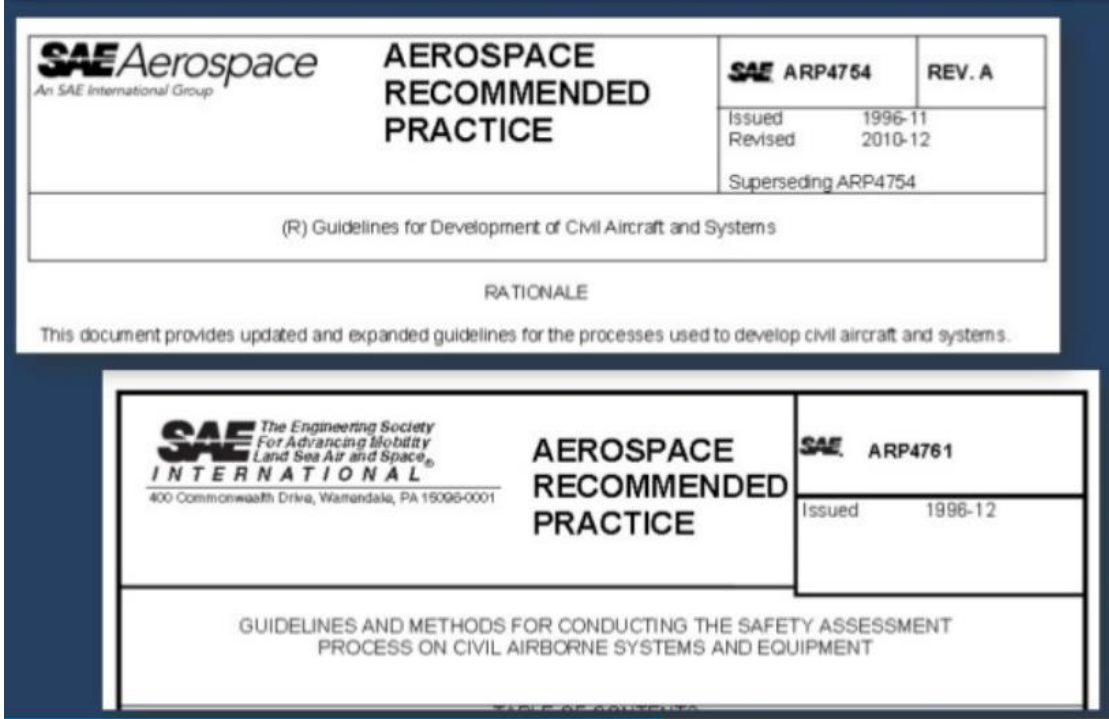 SAE Aerospace
An SAE International Group
AEROSPACE
RECOMMENDED
PRACTICE
SAE ARP4754
REV. A
Issued 1996-11
Revised 2010-12
Superseding ARP4754
(R) Guidelines for Development of Civil Aircraft and Systems
RATIONALE
This document provides updated and expanded guidelines for the processes used to develop civil aircraft and systems.
SAE The Engineering Society
For Advancing Mobility
Land Sea Air and Space®
INTERNATIONAL
400 Commonwealth Drive, Warrendale, PA 15096-0001
AEROSPACE
RECOMMENDED
PRACTICE
SAE ARP4761
Issued 1996-12
GUIDELINES AND METHODS FOR CONDUCTING THE SAFETY ASSESSMENT
PROCESS ON CIVIL AIRBORNE SYSTEMS AND EQUIPMENT
TABLE OF CONTENTS